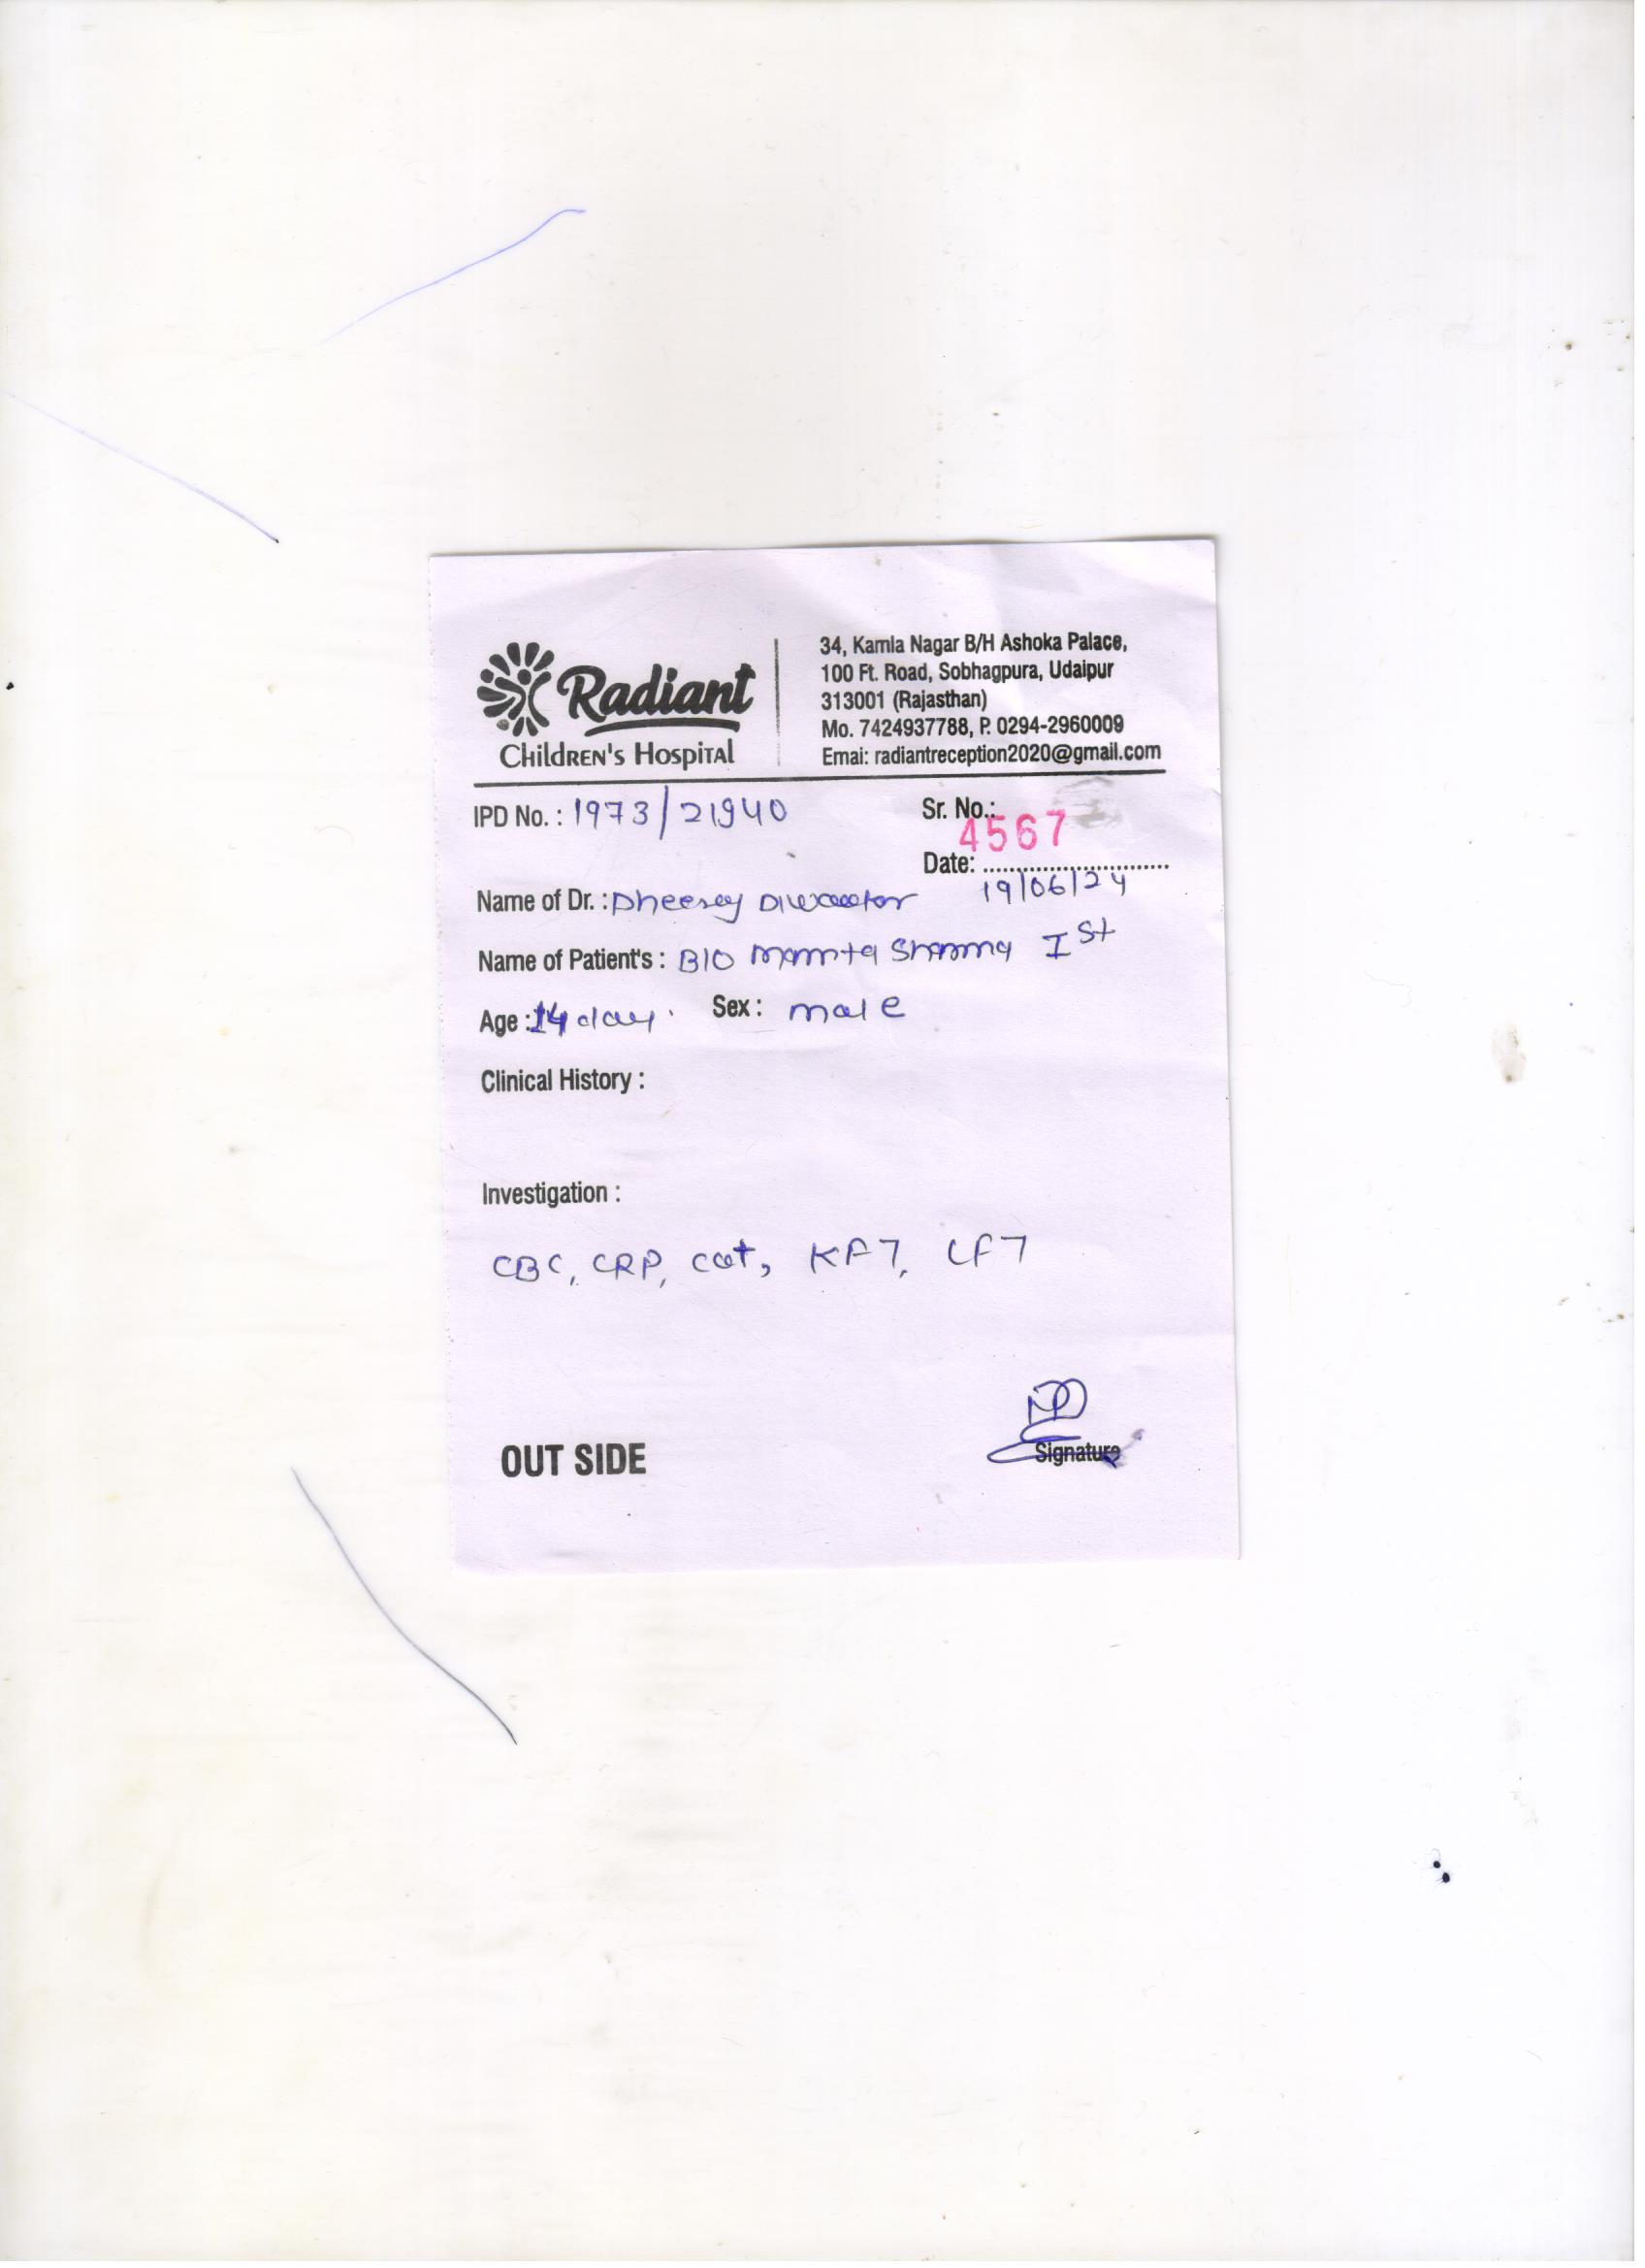 Radiant
Children's Hospital
34, Kamla Nagar B/H Ashoka Palace,
100 Ft. Road, Sobhagpura, Udaipur
313001 (Rajasthan)
Mo. 7424937788, P. 0294-2960009
Emai: radiantreception2020@gmail.com
IPD No. : 1973/21940
Sr. No.: 4567
Date: 19/06/24
Name of Dr. :
Name of Patient's : B/O Mamta Sharma Ist
Age : 14 day. Sex : male
Clinical History :
Investigation :
CBC, CRP, KFT, LFT
OUT SIDE
Signature